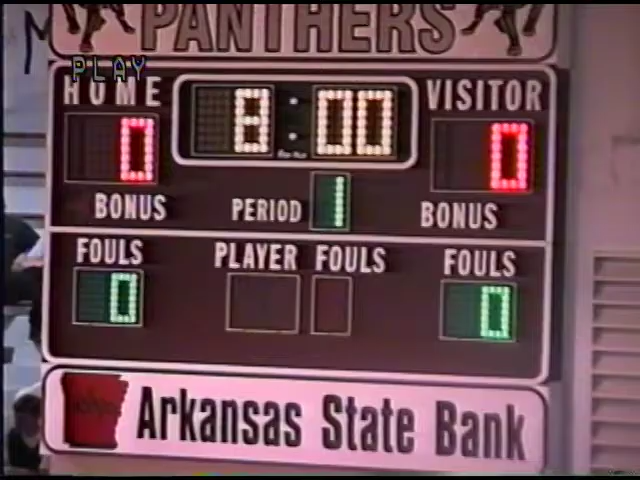 PANTHERS
PLAY
HOME 8:00 VISITOR
0 0
BONUS PERIOD 1 BONUS
FOULS PLAYER FOULS FOULS
0 0
Arkansas State Bank